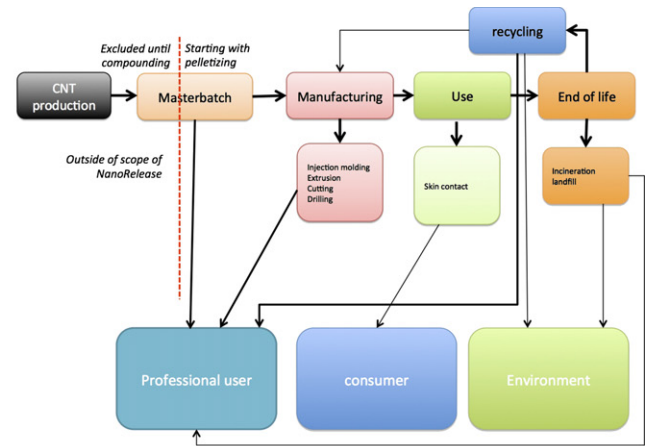 recycling
Excluded until
compounding
Starting with
pelletizing
CNT
production
Masterbatch
Manufacturing
Use
End of life
Outside of scope of
NanoRelease
Injection molding
Extrusion
Cutting
Drilling
Skin contact
Incineration
landfill
Professional user
consumer
Environment